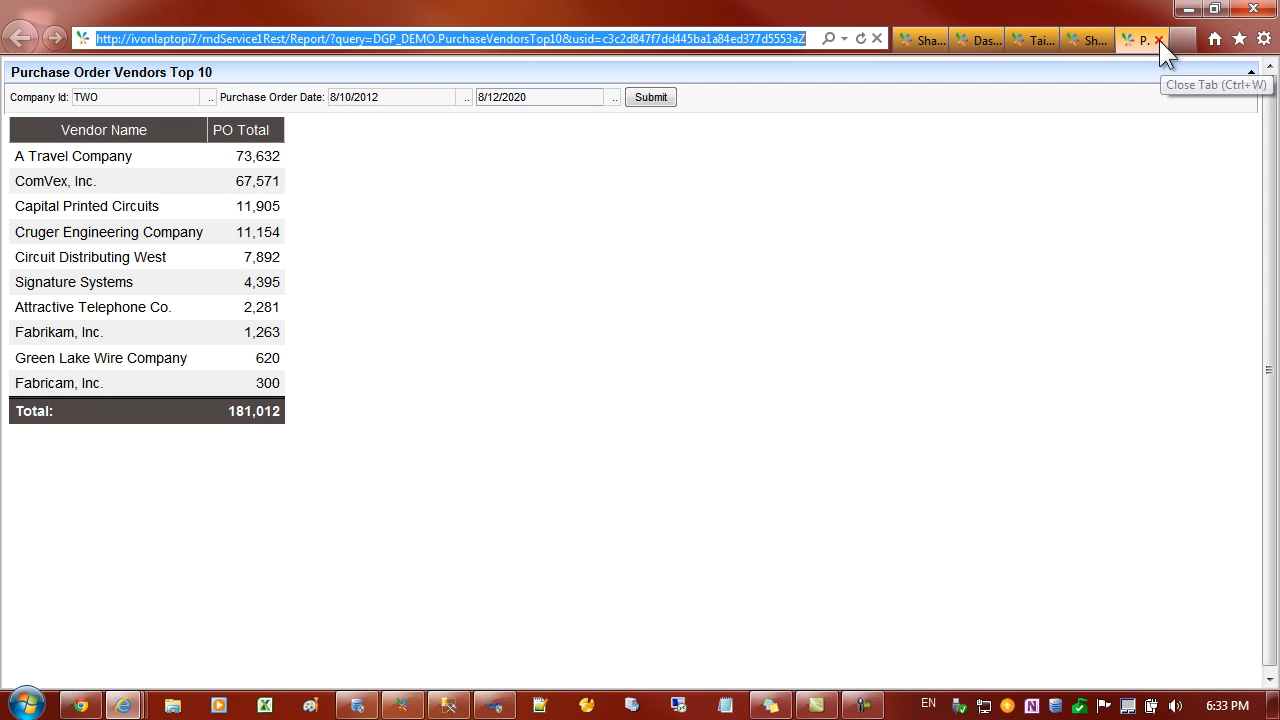 http://ivonlaptopi7/mdService1Rest/Report/?query=DGP_DEMO.PurchaseVendorsTop10&usid=c3c2d847f7dd445ba1a84ed377d5553aZ
Sha...
Das...
Tai...
Sh...
P.
Close Tab (Ctrl+W)
Purchase Order Vendors Top 10
Company Id: TWO .. Purchase Order Date: 8/10/2012 .. 8/12/2020 .. Submit
Vendor Name PO Total
A Travel Company 73,632
ComVex, Inc. 67,571
Capital Printed Circuits 11,905
Cruger Engineering Company 11,154
Circuit Distributing West 7,892
Signature Systems 4,395
Attractive Telephone Co. 2,281
Fabrikam, Inc. 1,263
Green Lake Wire Company 620
Fabricam, Inc. 300
Total: 181,012
EN 6:33 PM